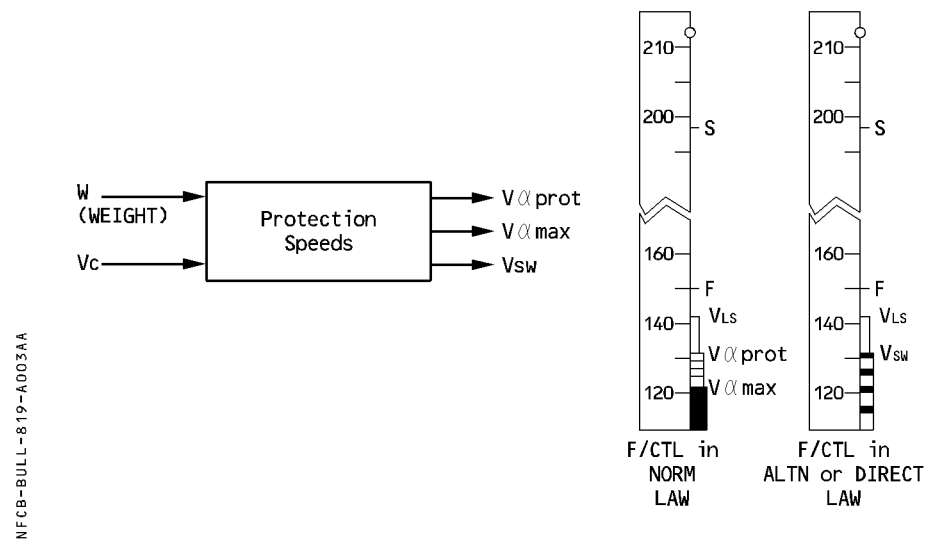 W
(WEIGHT)
Vc
Protection
Speeds
Vαprot
Vαmax
Vsw
210
200
S
160
F
140
VLS
Vαprot
120
Vαmax
F/CTL in
NORM
LAW
210
200
S
160
F
140
VLS
Vsw
120
F/CTL in
ALTN or DIRECT
LAW
NFCB-BULL-819-A003AA